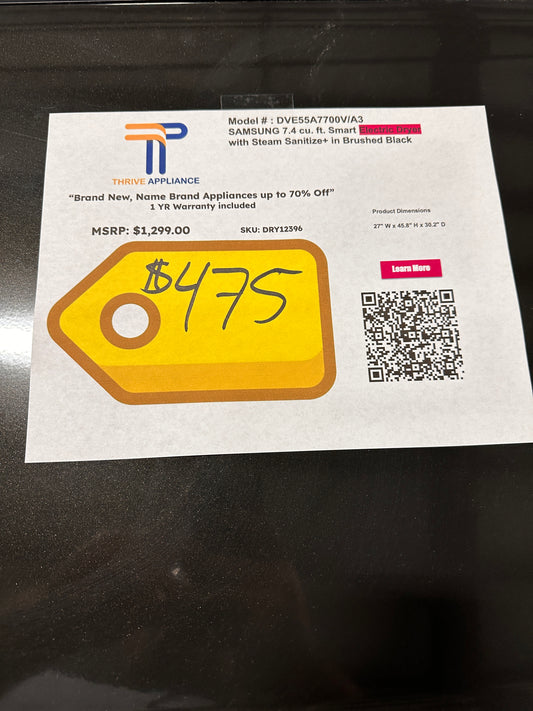 Model # : DVE55A7700V/A3
SAMSUNG 7.4 cu. ft. Smart Electric Dryer
with Steam Sanitize+ in Brushed Black
TP
THRIVE APPLIANCE
“Brand New, Name Brand Appliances up to 70% Off”
1 YR Warranty included
MSRP: $1,299.00
SKU: DRY12396
$475
Product Dimensions
27" W x 45.8" H x 30.2" D
Learn More